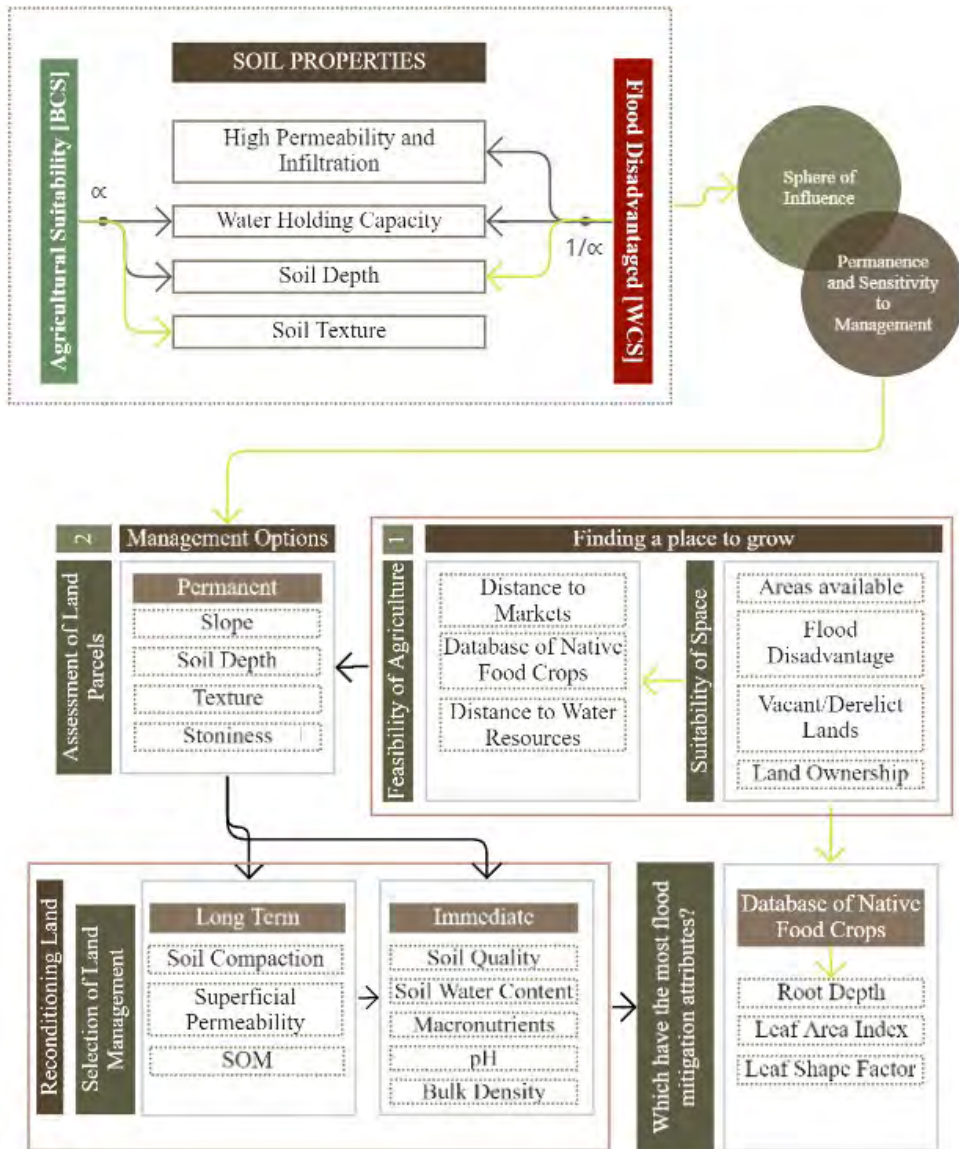 SOIL PROPERTIES
Agricultural Suitability [BCS]
∝
High Permeability and
Infiltration
Water Holding Capacity
Soil Depth
Soil Texture
1/∝
Flood Disadvantaged [WCS]
Sphere of
Influence
Permanence
and Sensitivity
to
Management
2
Management Options
Assessment of Land
Parcels
Permanent
Slope
Soil Depth
Texture
Stoniness
1
Finding a place to grow
Feasibility of Agriculture
Distance to
Markets
Database of Native
Food Crops
Distance to Water
Resources
Suitability of Space
Areas available
Flood
Disadvantage
Vacant/Derelict
Lands
Land Ownership
Reconditioning Land
Selection of Land
Management
Long Term
Soil Compaction
Superficial
Permeability
SOM
Immediate
Soil Quality
Soil Water Content
Macronutrients
pH
Bulk Density
Which have the most flood
mitigation attributes?
Database of Native
Food Crops
Root Depth
Leaf Area Index
Leaf Shape Factor